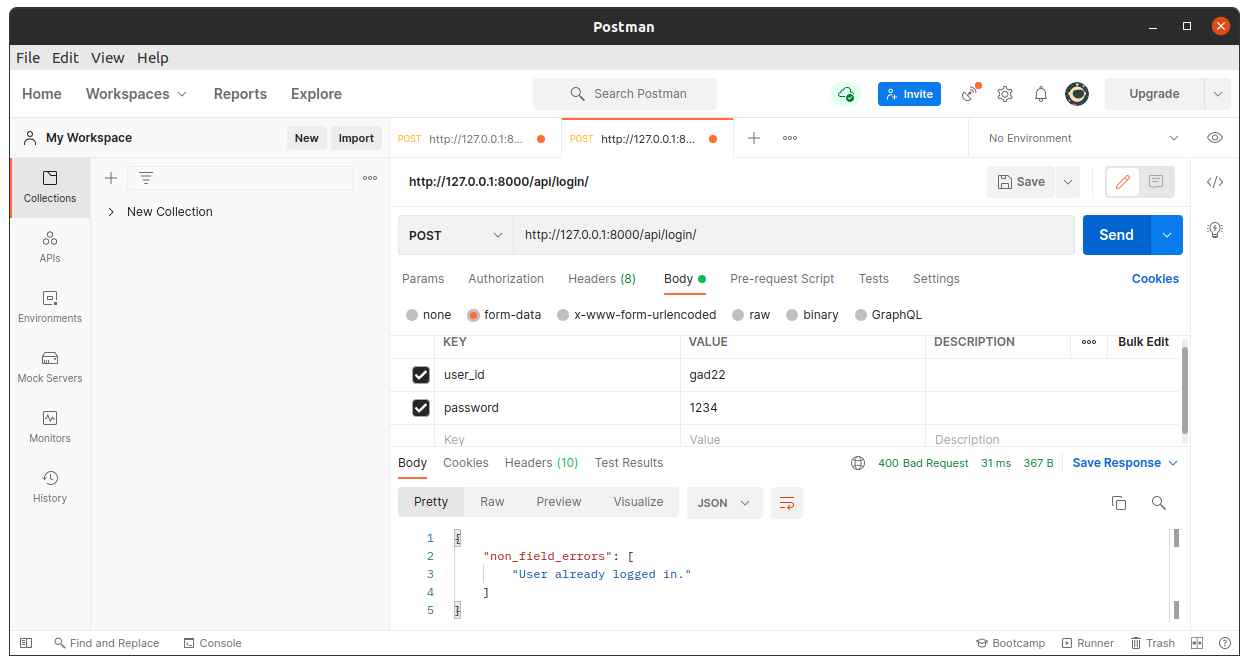 Postman
File Edit View Help
Home Workspaces Reports Explore Search Postman Invite Upgrade
My Workspace New Import POST http://127.0.0.1:8... POST http://127.0.0.1:8... No Environment
Collections
APIs
Environments
Mock Servers
Monitors
History
New Collection
http://127.0.0.1:8000/api/login/ Save
POST http://127.0.0.1:8000/api/login/ Send
Params Authorization Headers (8) Body Pre-request Script Tests Settings Cookies
none form-data x-www-form-urlencoded raw binary GraphQL
KEY VALUE DESCRIPTION Bulk Edit
user_id gad22
password 1234
Key Value Description
Body Cookies Headers (10) Test Results 400 Bad Request 31 ms 367 B Save Response
Pretty Raw Preview Visualize JSON
1 {
2 "non_field_errors": [
3 "User already logged in."
4 ]
5 }
Find and Replace Console Bootcamp Runner Trash